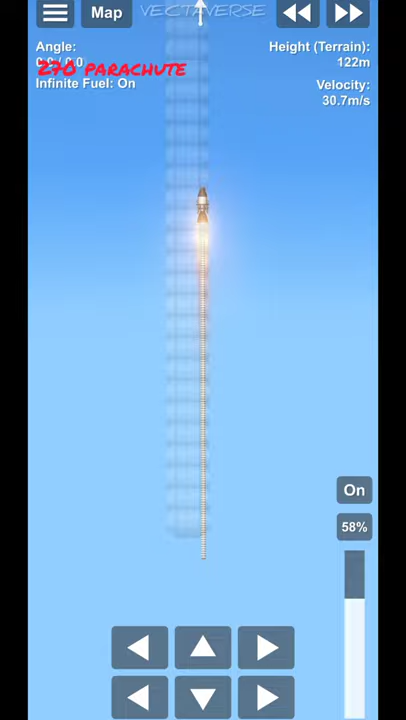 VECTAVERSE
Map
Angle:
Height (Terrain):
270 PARACHUTE
122m
Infinite Fuel: On
Velocity:
30.7m/s
On
58%